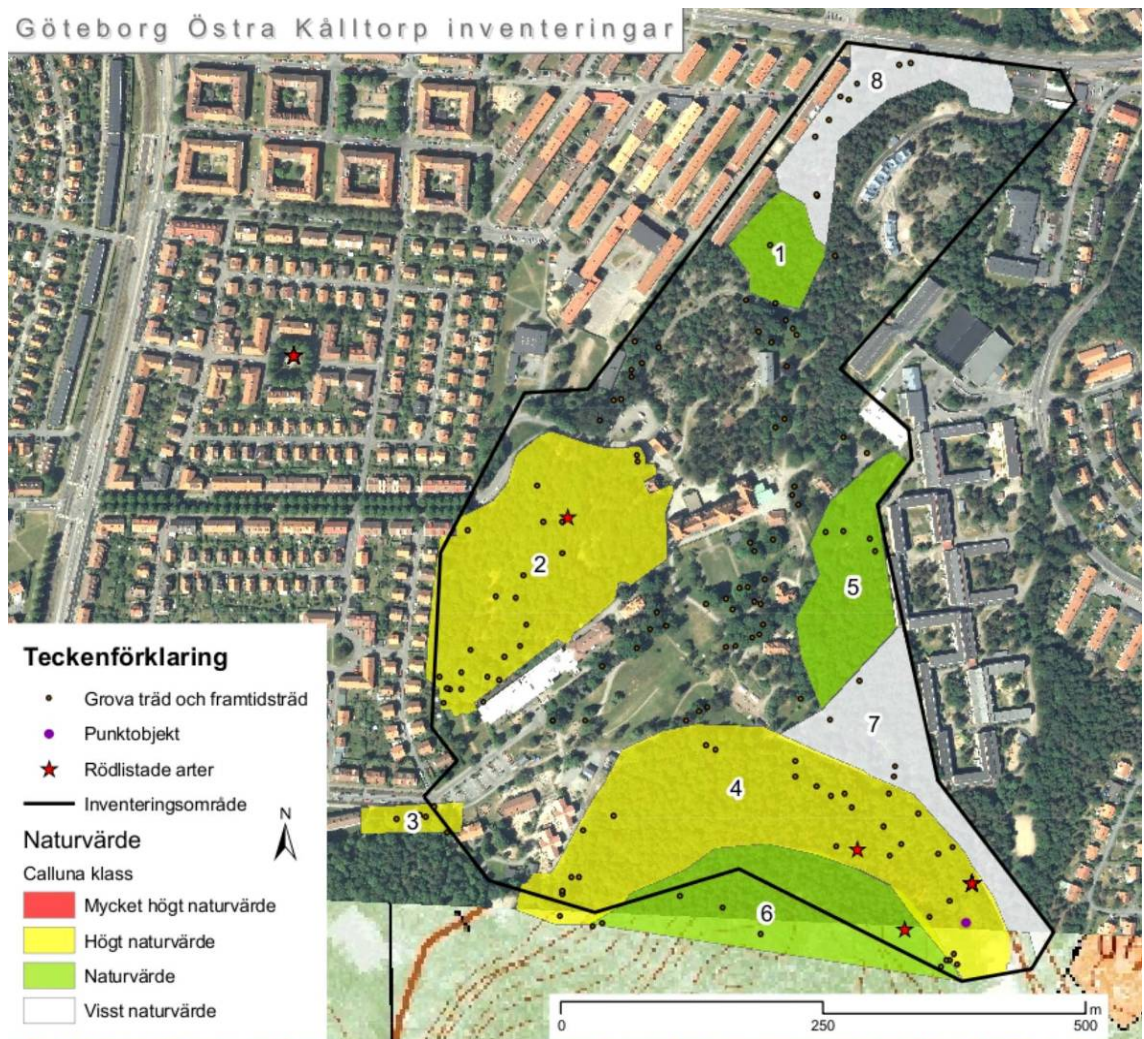 Göteborg Östra Kålltorp inventeringar
8
1
2
5
7
4
3
6
Teckenförklaring
Grova träd och framtidsträd
Punktobjekt
Rödlistade arter
Inventeringsområde
N
Naturvärde
Calluna klass
Mycket högt naturvärde
Högt naturvärde
Naturvärde
Visst naturvärde
m
0 250 500